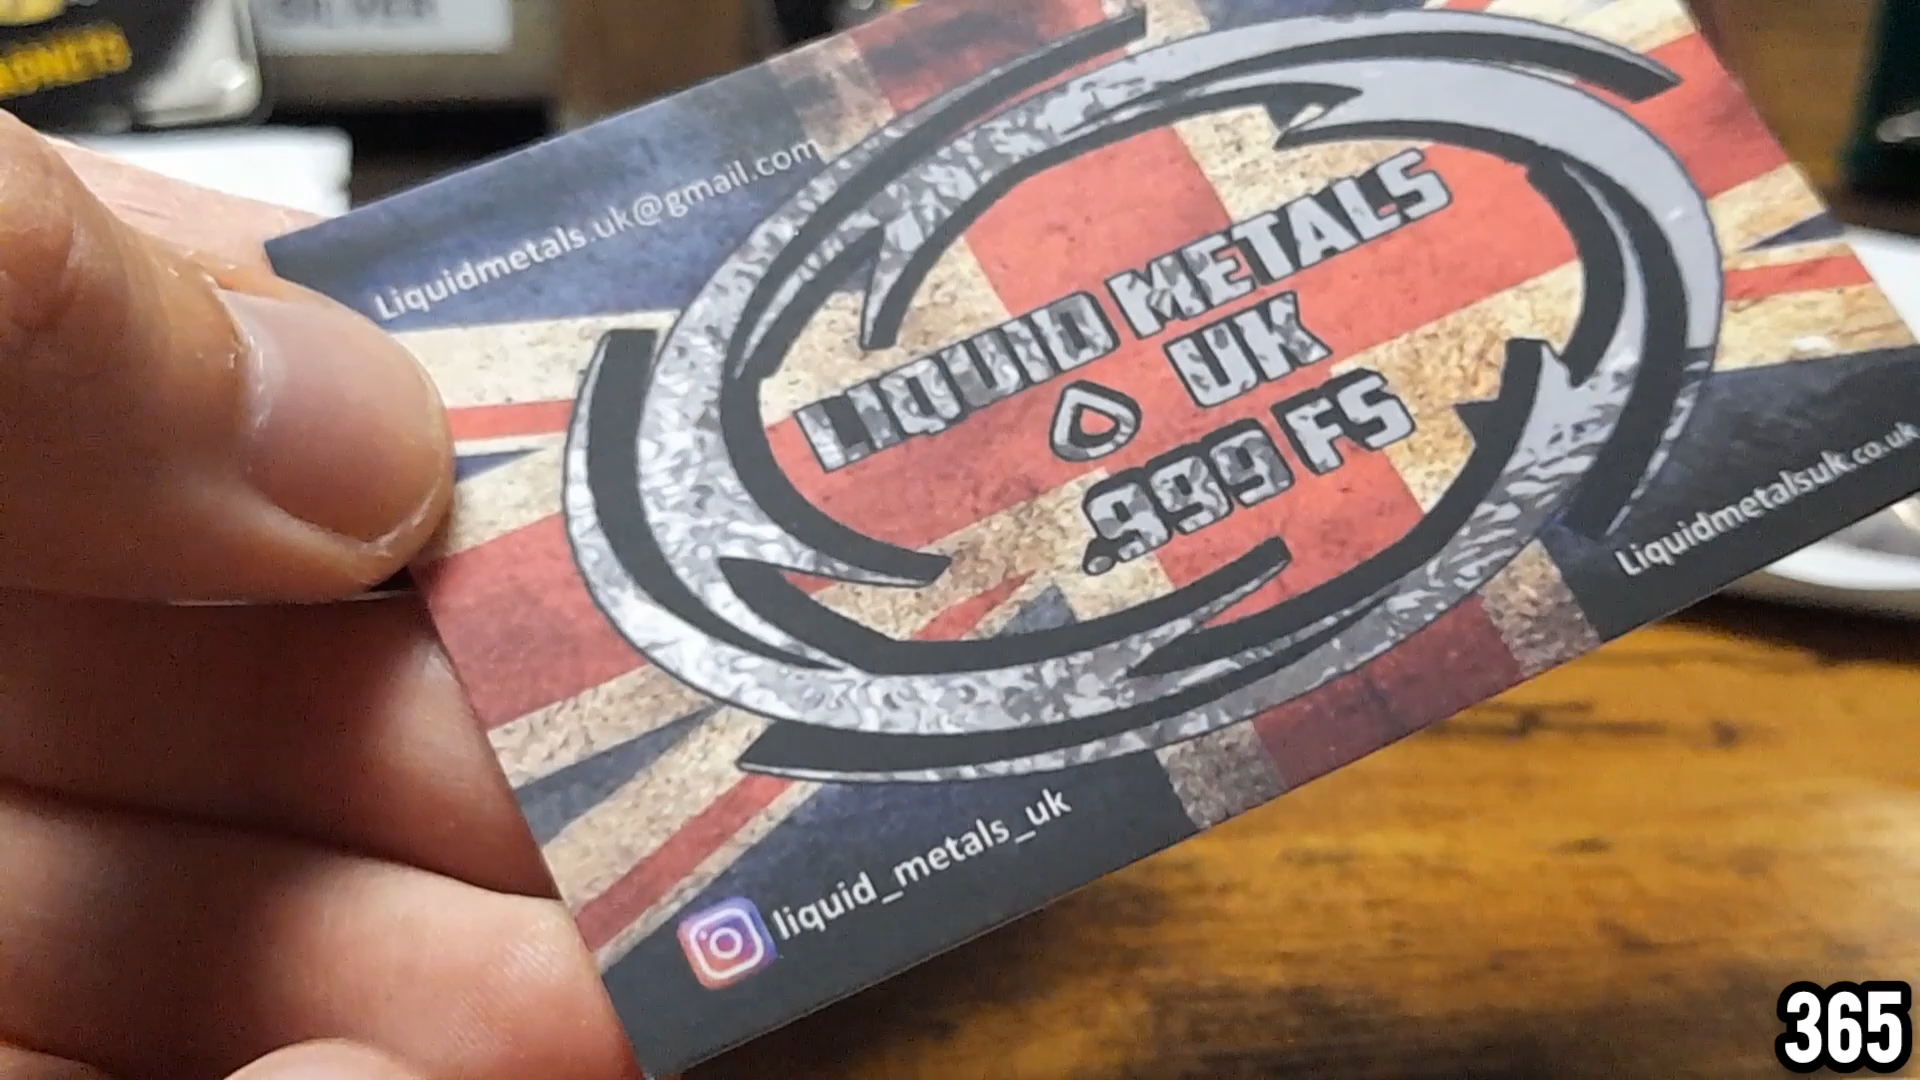 Liquidmetals.uk@gmail.com
LIQUID METALS
UK
.999 FS
Liquidmetalsuk.co.uk
liquid_metals_uk
365